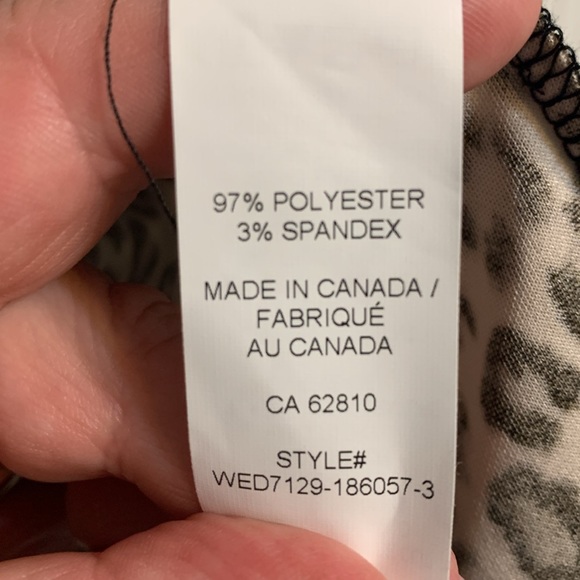 97% POLYESTER
3% SPANDEX
MADE IN CANADA /
FABRIQUÉ
AU CANADA
CA 62810
STYLE#
WED7129-186057-3